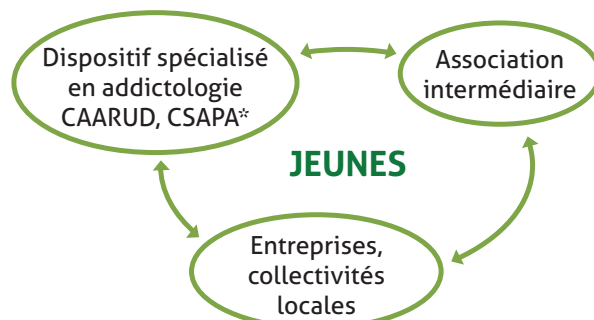 Dispositif spécialisé
en addictologie
CAARUD, CSAPA*
Association
intermédiaire
JEUNES
Entreprises,
collectivités
locales